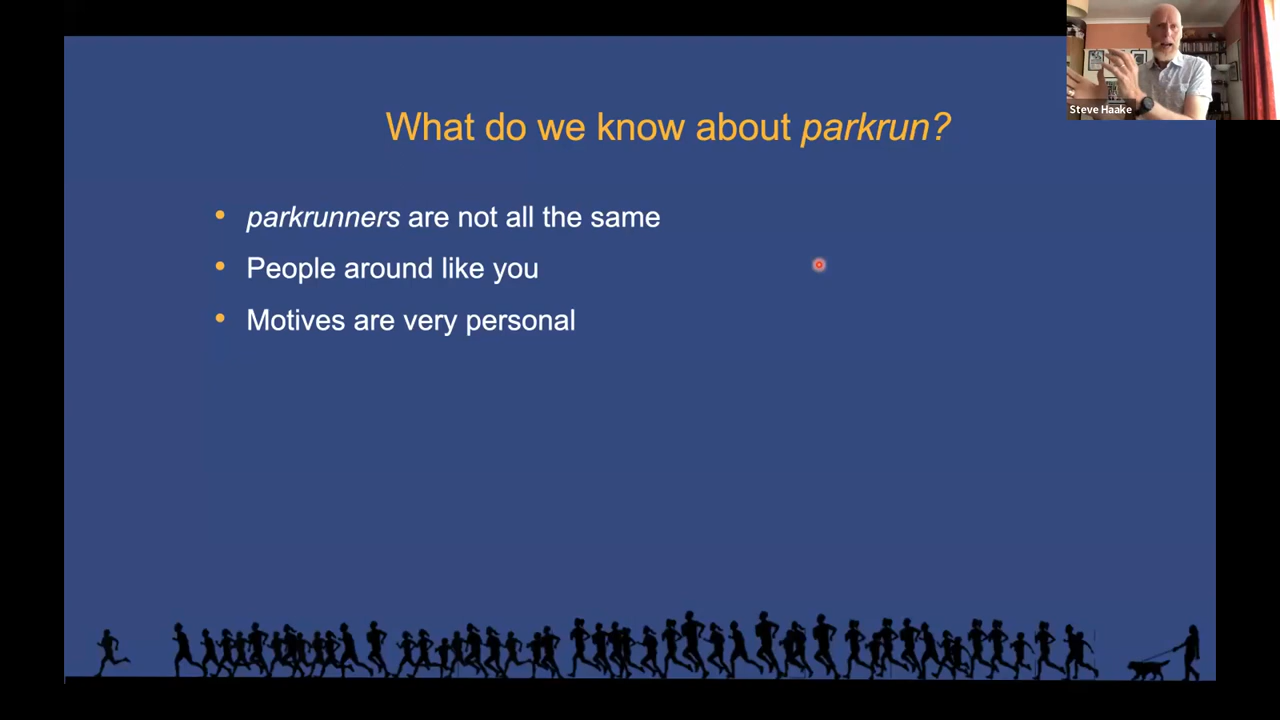 Steve Haake
What do we know about parkrun?
• parkrunners are not all the same
• People around like you
• Motives are very personal